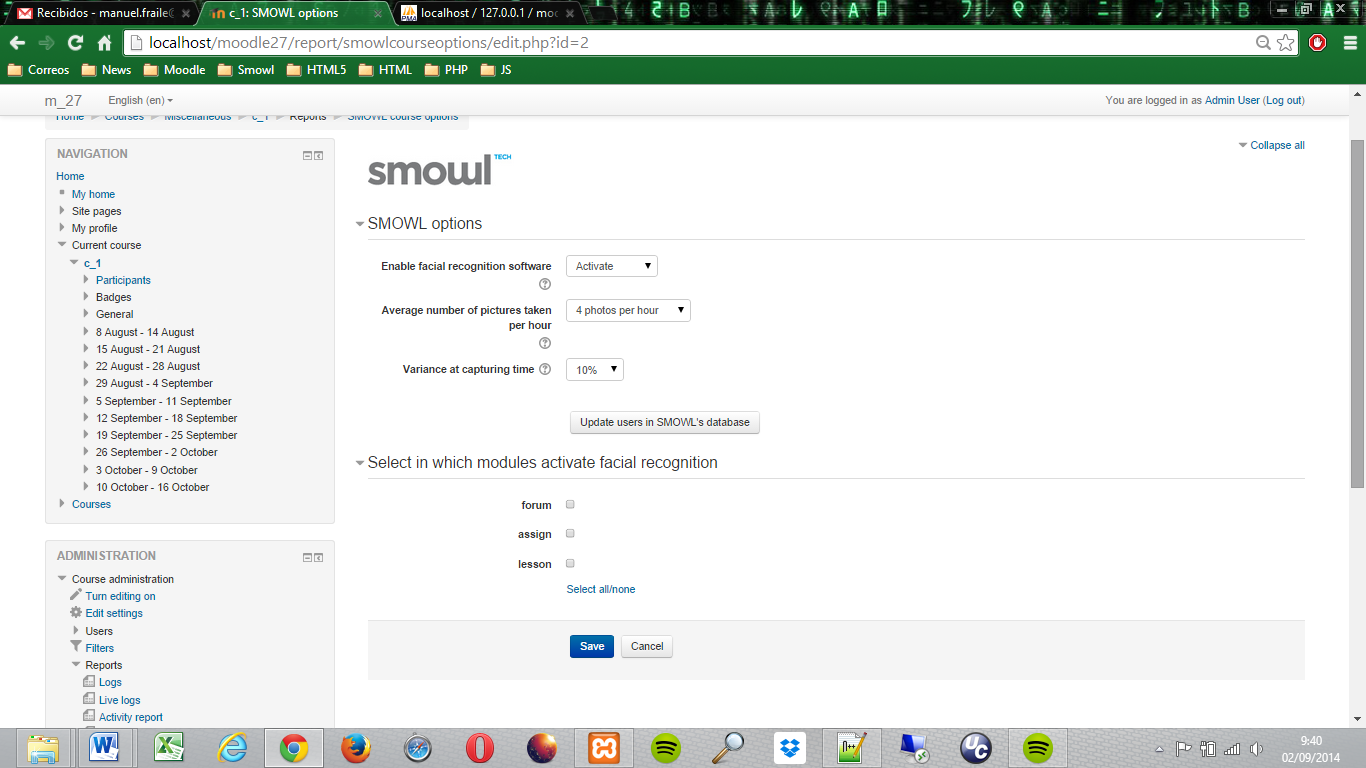 Recibidos - manuel.fraile@
c_1: SMOWL options
localhost / 127.0.0.1 / moo
localhost/moodle27/report/smowlcourseoptions/edit.php?id=2
Correos News Moodle Smowl HTML5 HTML PHP JS
m_27 English (en)
You are logged in as Admin User (Log out)
Home Courses Miscellaneous c_1 Reports SMOWL course options
NAVIGATION
Home
My home
Site pages
My profile
Current course
c_1
Participants
Badges
General
8 August - 14 August
15 August - 21 August
22 August - 28 August
29 August - 4 September
5 September - 11 September
12 September - 18 September
19 September - 25 September
26 September - 2 October
3 October - 9 October
10 October - 16 October
Courses
ADMINISTRATION
Course administration
Turn editing on
Edit settings
Users
Filters
Reports
Logs
Live logs
Activity report
Collapse all
smowl TECH
SMOWL options
Enable facial recognition software Activate
Average number of pictures taken
per hour
4 photos per hour
Variance at capturing time 10%
Update users in SMOWL's database
Select in which modules activate facial recognition
forum
assign
lesson
Select all/none
Save Cancel
9:40
02/09/2014